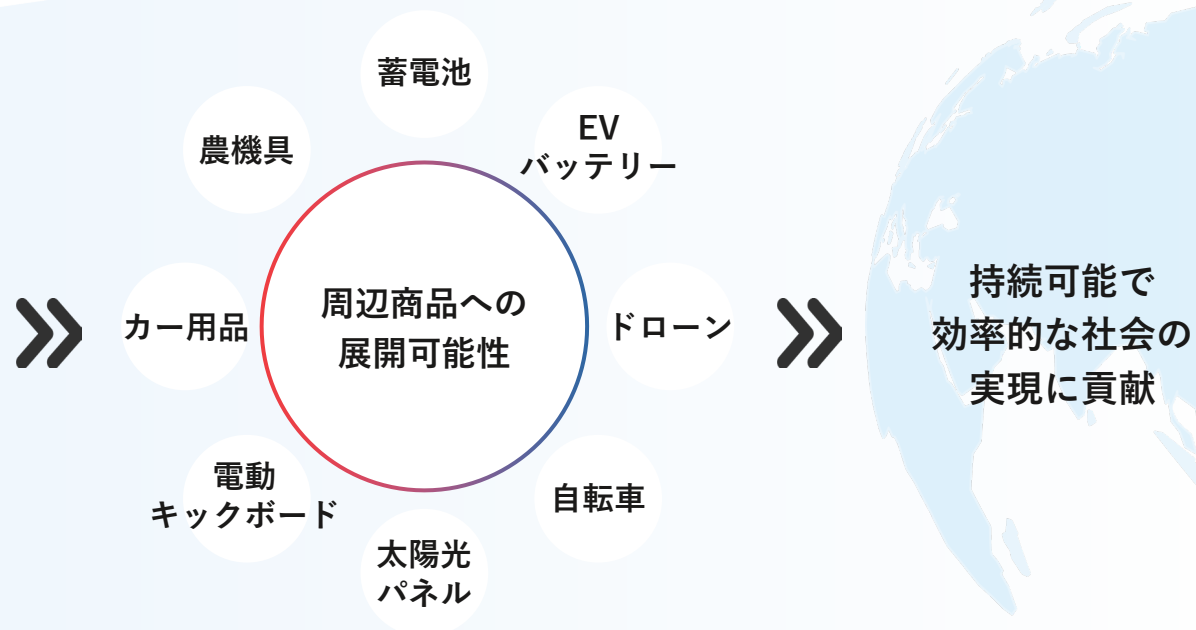 蓄電池
農機具
EV
バッテリー
カー用品
周辺商品への
展開可能性
ドローン
持続可能で
効率的な社会の
実現に貢献
電動
キックボード
自転車
太陽光
パネル